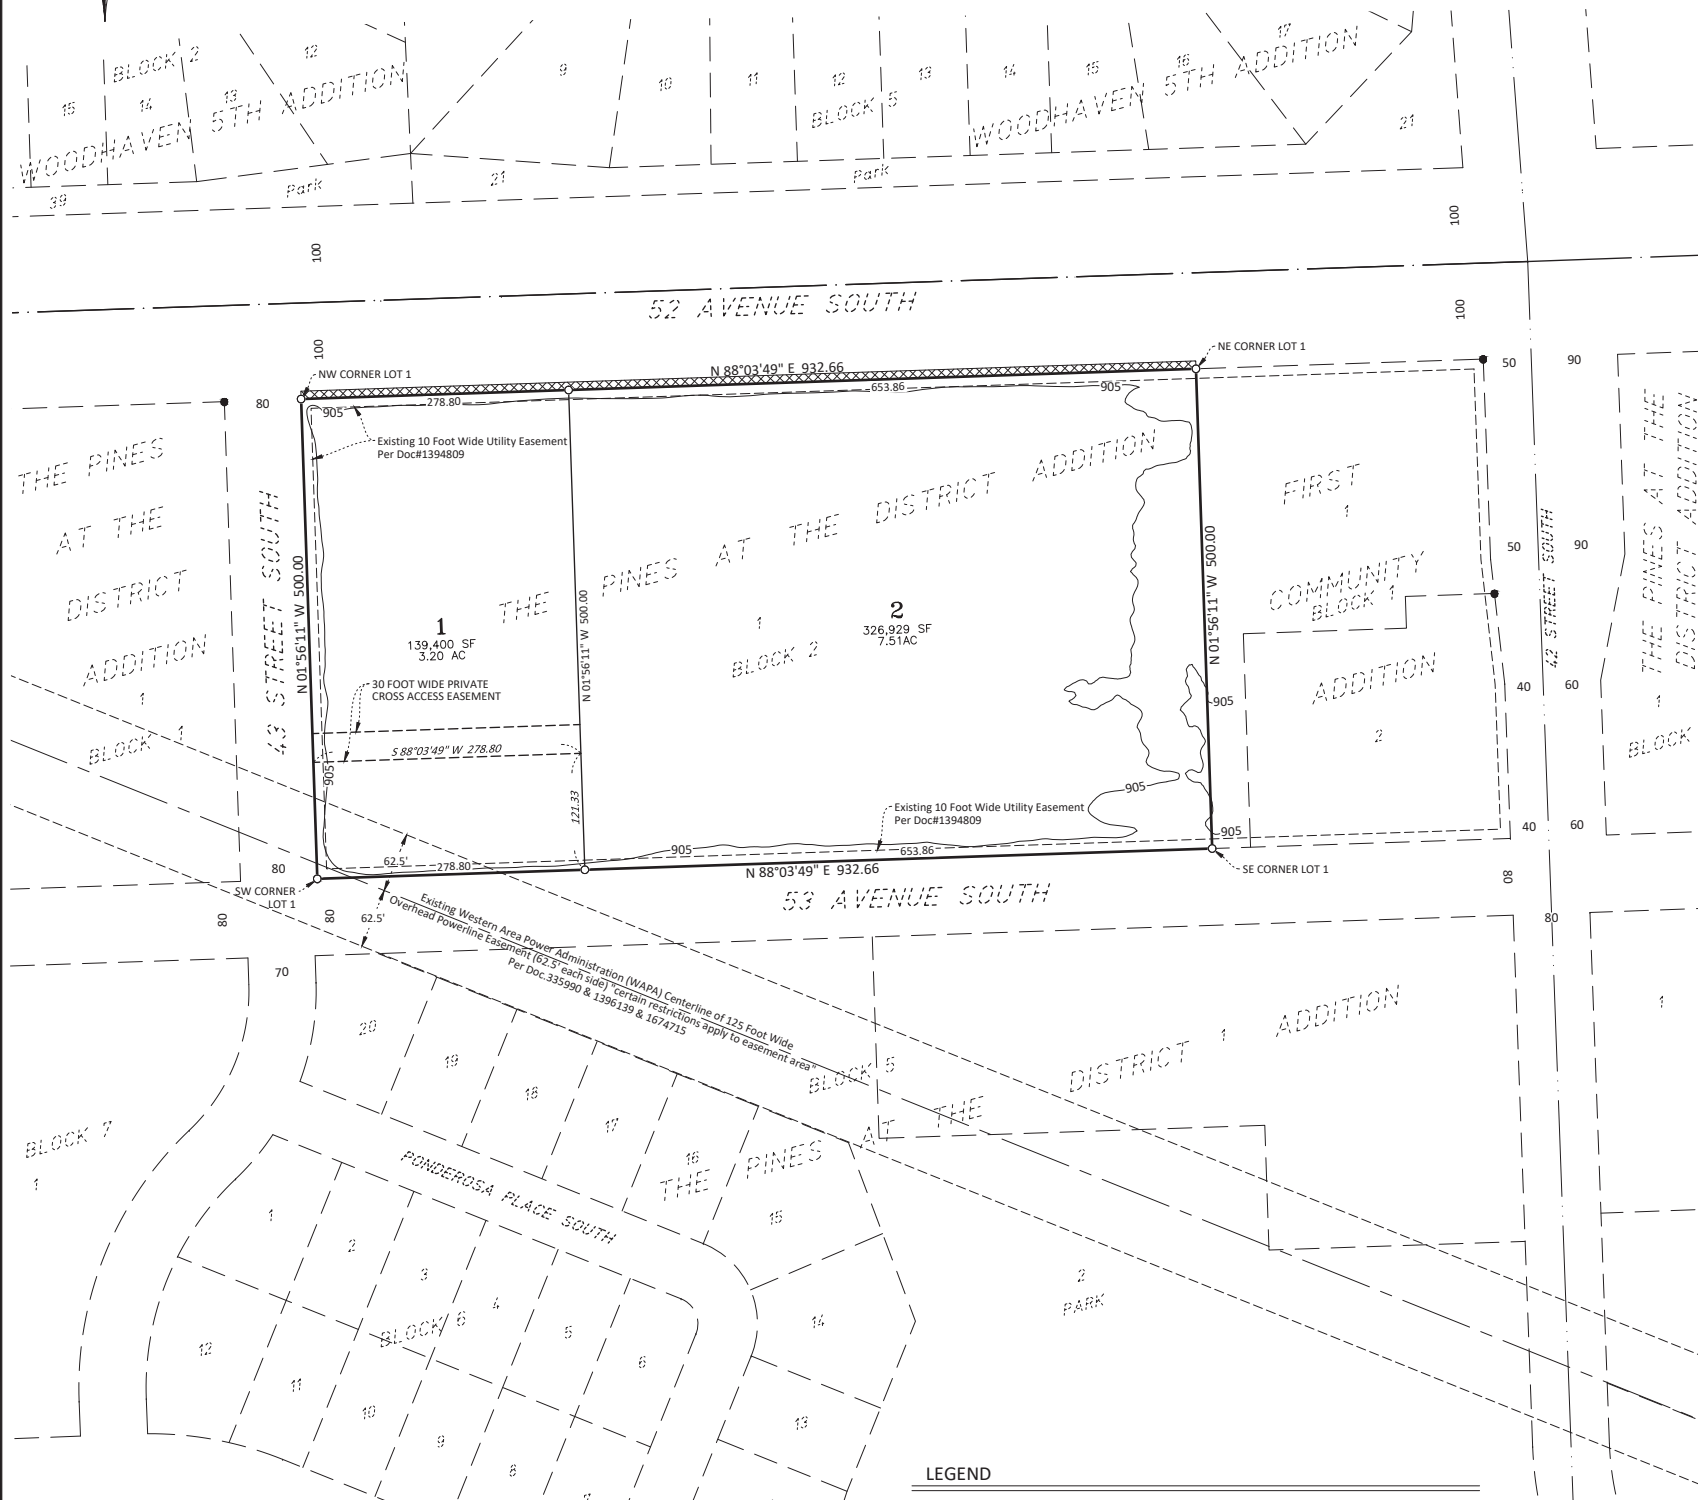 BLOCK 2
12
15
14
13
WOODHAVEN 5TH ADDITION
9
10
11
12
13
14
15
16
17
BLOCK 5
WOODHAVEN 5TH ADDITION
21
39
Park
21
Park
100
100
52 AVENUE SOUTH
100
100
NW CORNER LOT 1
N 88°03'49" E 932.66
NE CORNER LOT 1
50
90
80
905
278.80
653.86
905
Existing 10 Foot Wide Utility Easement
Per Doc#1394809
THE PINES
AT THE
DISTRICT
ADDITION
1
BLOCK 1
43 STREET SOUTH
N 01°56'11" W 500.00
1
139,400 SF
3.20 AC
30 FOOT WIDE PRIVATE
CROSS ACCESS EASEMENT
S 88°03'49" W 278.80
905
121.33
N 01°56'11" W 500.00
THE PINES AT THE DISTRICT ADDITION
1
BLOCK 2
2
326,929 SF
7.51AC
N 01°56'11" W 500.00
905
905
905
FIRST
1
COMMUNITY
BLOCK 1
ADDITION
2
50
90
42 STREET SOUTH
40
60
40
60
THE PINES AT THE
DISTRICT ADDITION
1
BLOCK
Existing 10 Foot Wide Utility Easement
Per Doc#1394809
62.5'
278.80
905
653.86
N 88°03'49" E 932.66
SE CORNER LOT 1
80
SW CORNER
LOT 1
80
80
62.5'
53 AVENUE SOUTH
80
80
70
Existing Western Area Power Administration (WAPA) Centerline of 125 Foot Wide
Overhead Powerline Easement (62.5' each side) "certain restrictions apply to easement area"
Per Doc.335990 & 1396139 & 1674715
20
19
18
17
16
15
14
13
BLOCK 5
THE PINES AT THE DISTRICT 1 ADDITION
1
BLOCK 7
1
PONDEROSA PLACE SOUTH
1
2
3
4
5
6
BLOCK 6
12
11
10
9
8
7
2
PARK
LEGEND